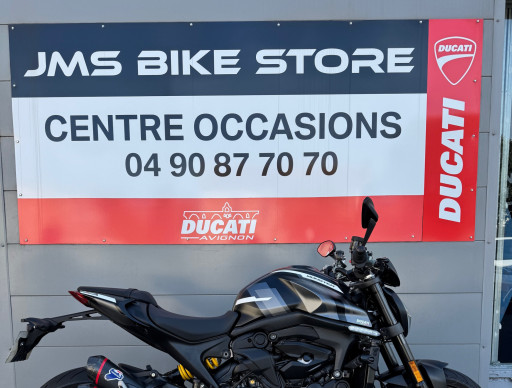 JMS BIKE STORE
DUCATI
CENTRE OCCASIONS
04 90 87 70 70
DUCATI
DUCATI
AVIGNON